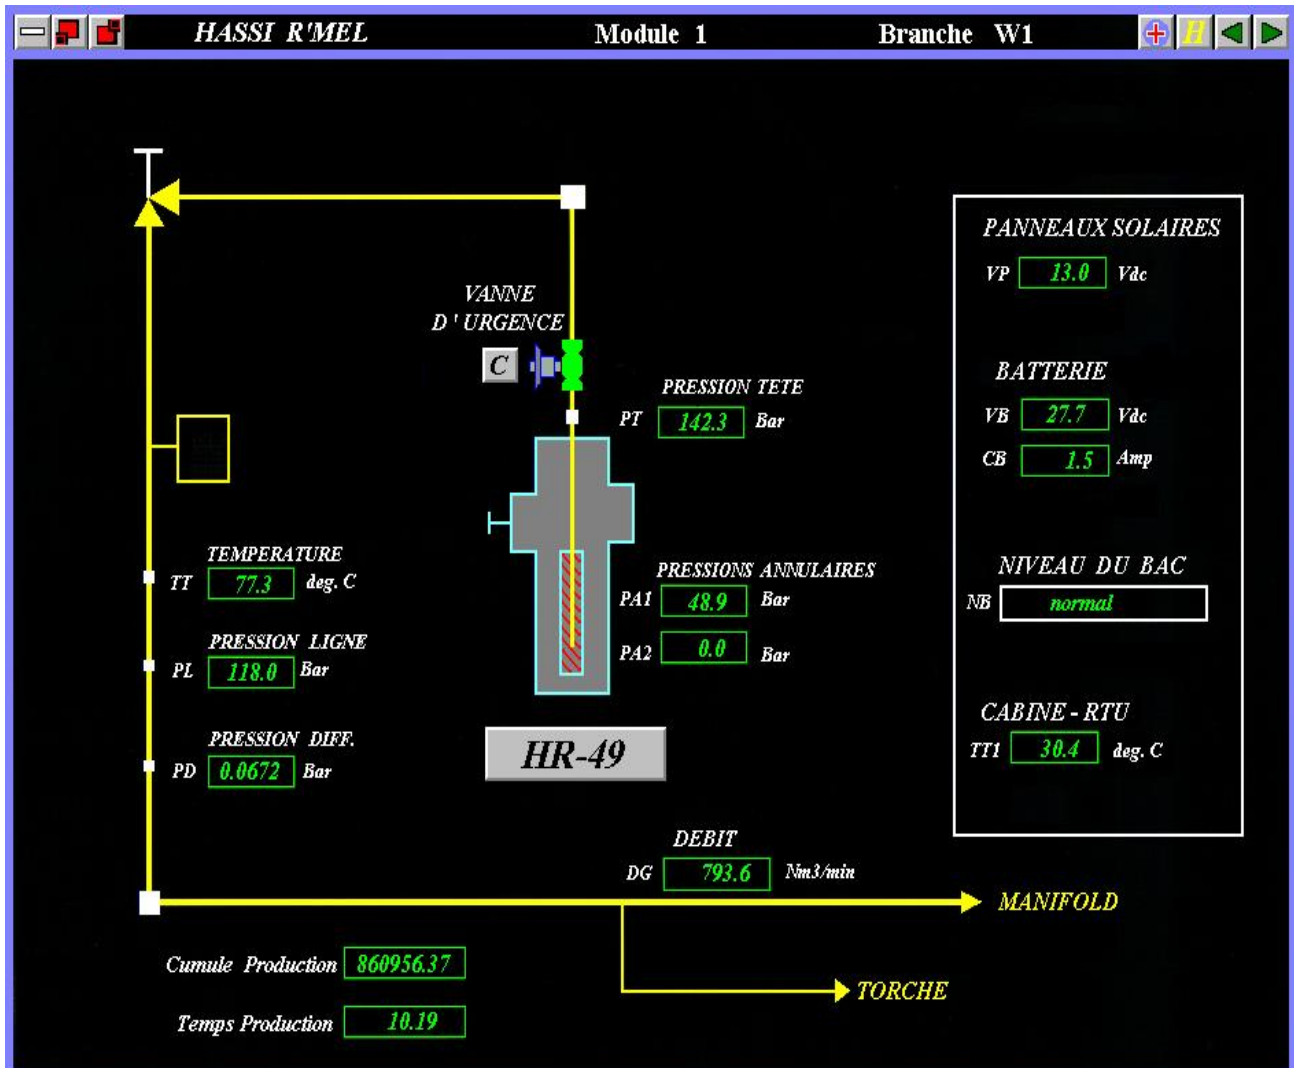 HASSI R'MEL Module 1 Branche W1 H
VANNE
D ' URGENCE
C
PRESSION TETE
PT 142.3 Bar
TEMPERATURE
TT 77.3 deg. C
PRESSION LIGNE
PL 118.0 Bar
PRESSION DIFF.
PD 0.0672 Bar
PRESSIONS ANNULAIRES
PA1 48.9 Bar
PA2 0.0 Bar
HR-49
PANNEAUX SOLAIRES
VP 13.0 Vdc
BATTERIE
VB 27.7 Vdc
CB 1.5 Amp
NIVEAU DU BAC
NB normal
CABINE - RTU
TT1 30.4 deg. C
DEBIT
DG 793.6 Nm3/min
MANIFOLD
TORCHE
Cumule Production 860956.37
Temps Production 10.19